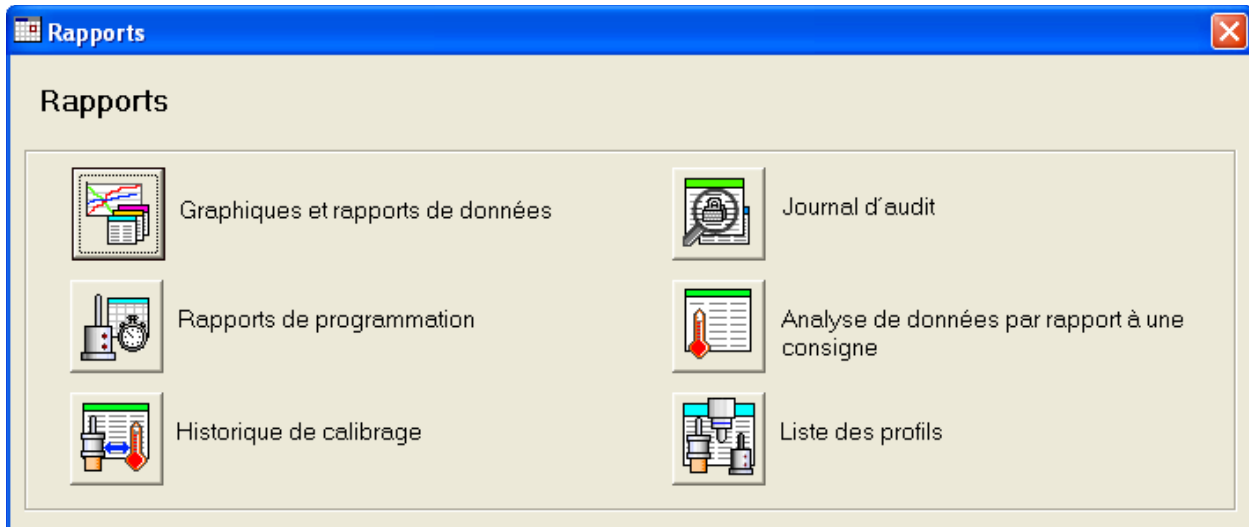 Rapports
Rapports
Graphiques et rapports de données
Journal d´audit
Rapports de programmation
Analyse de données par rapport à une
consigne
Historique de calibrage
Liste des profils